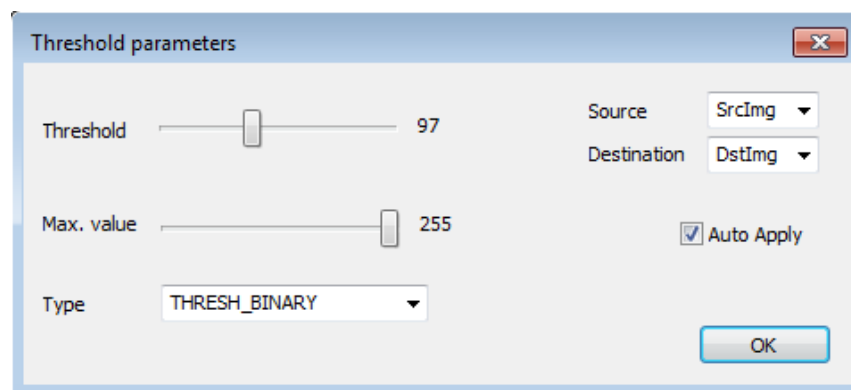 Threshold parameters
Threshold 97
Source SrcImg
Destination DstImg
Max. value 255
Auto Apply
Type THRESH_BINARY
OK